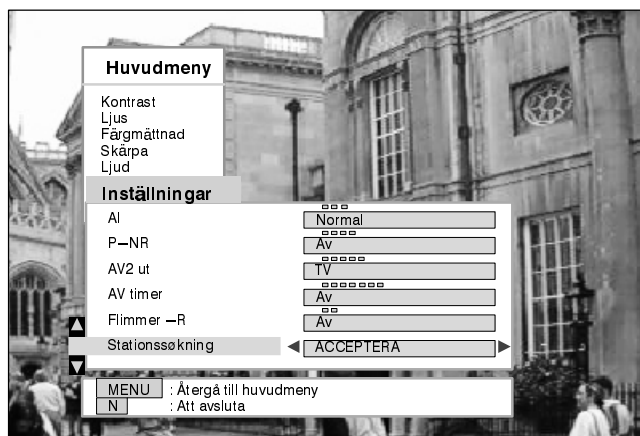 Huvudmeny
Kontrast
Ljus
Färgmättnad
Skärpa
Ljud
Inställningar
AI Normal
P–NR Av
AV2 ut TV
AV timer Av
Flimmer –R Av
Stationssøkning ACCEPTERA
MENU : Återgå till huvudmeny
N : Att avsluta